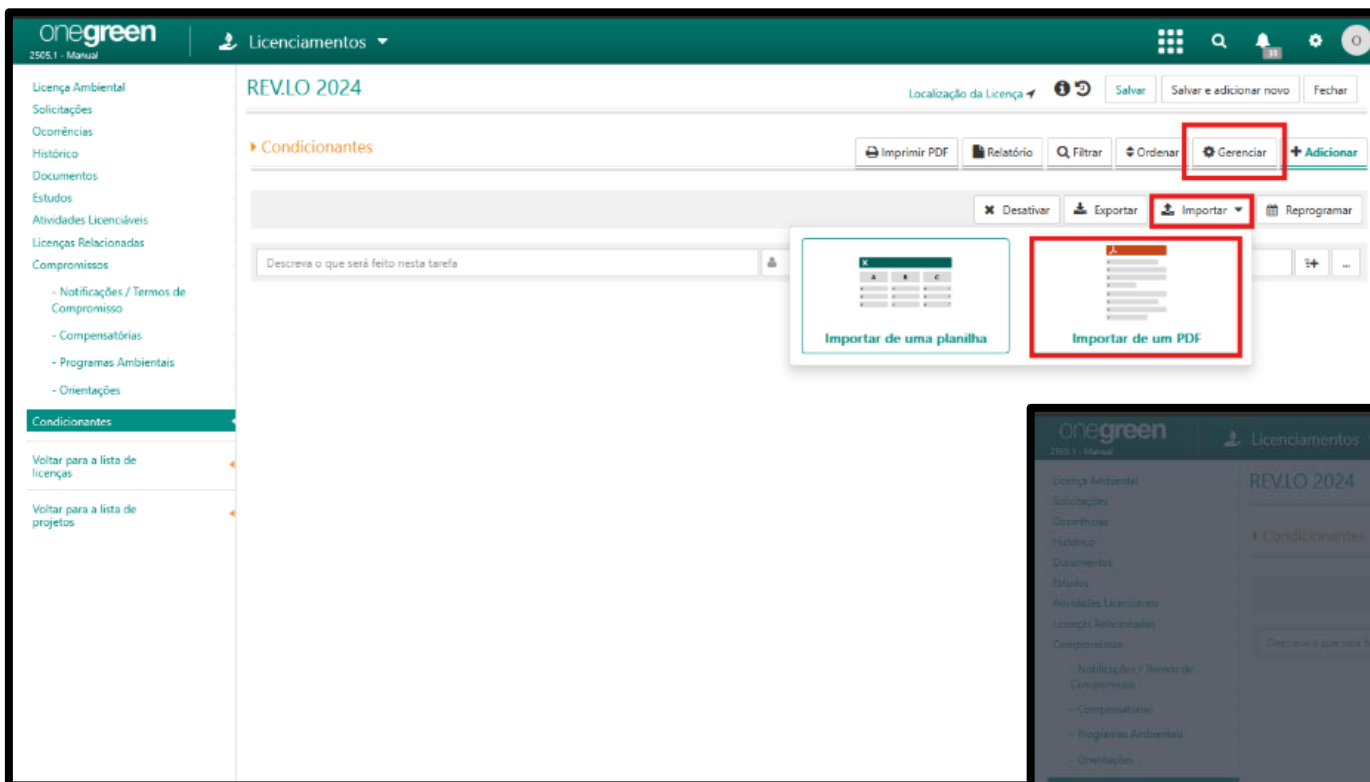 onegreen
2505.1 - Manual
Licenciamentos
31
O
Licença Ambiental
Solicitações
Ocorrências
Histórico
Documentos
Estudos
Atividades Licenciáveis
Licenças Relacionadas
Compromissos
- Notificações / Termos de
Compromisso
- Compensatórias
- Programas Ambientais
- Orientações
Condicionantes
Voltar para a lista de
licenças
Voltar para a lista de
projetos
REV.LO 2024
Localização da Licença
Salvar
Salvar e adicionar novo
Fechar
Condicionantes
Imprimir PDF
Relatório
Filtrar
Ordenar
Gerenciar
Adicionar
Desativar
Exportar
Importar
Reprogramar
Descreva o que será feito nesta tarefa
...
A B C
Importar de uma planilha
Importar de um PDF
onegreen
2505.1 - Manual
Licenciamentos
Licença Ambiental
Solicitações
Ocorrências
Histórico
Documentos
Estudos
Atividades Licenciáveis
Licenças Relacionadas
Compromissos
- Notificações / Termos de
Compromisso
- Compensatórias
- Programas Ambientais
- Orientações
REV.LO 2024
Condicionantes
Descreva o que será f